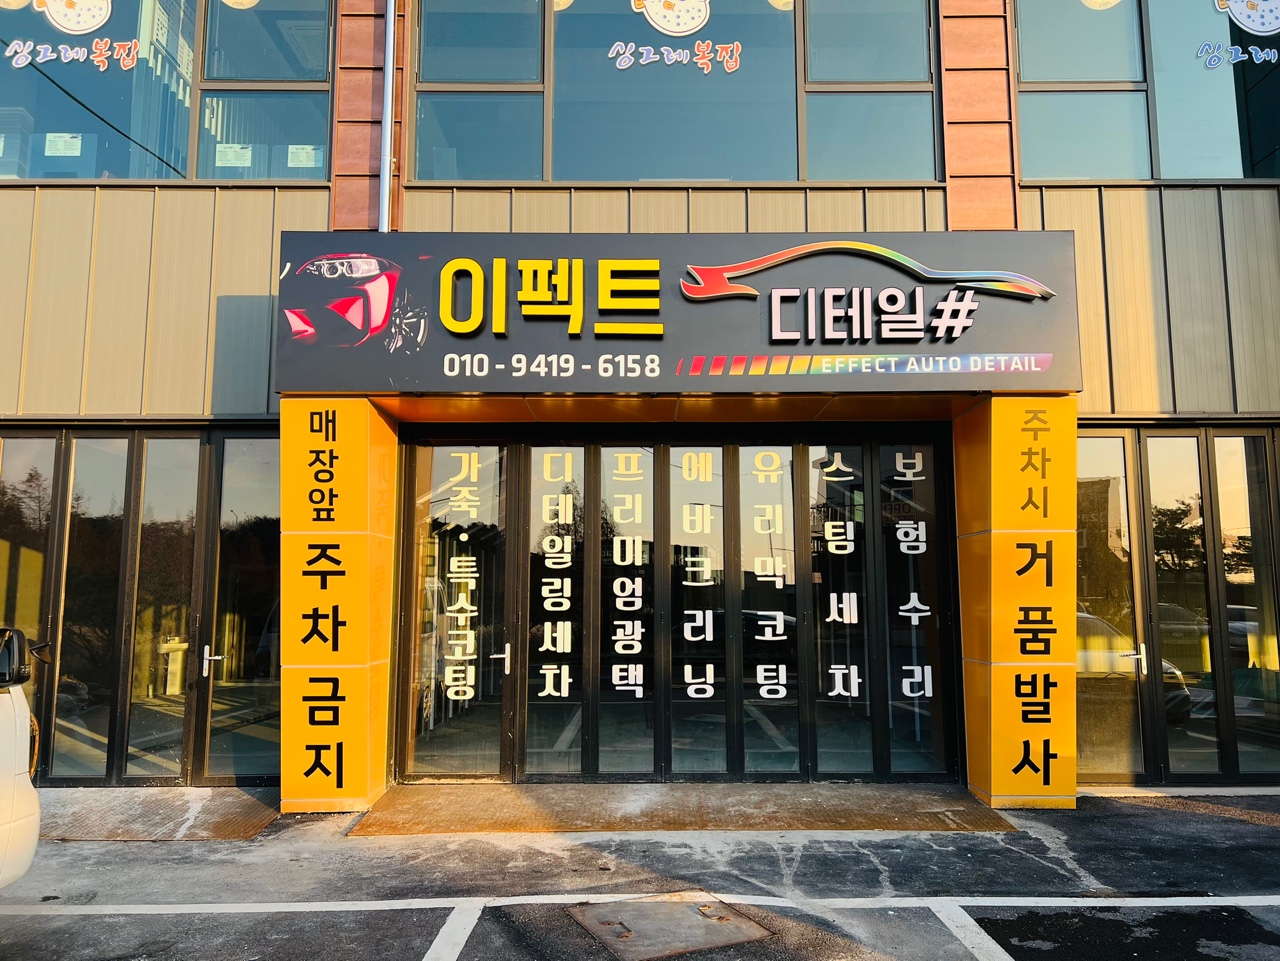 싱그레복집
싱그레복집
싱그레
이펙트
디테일#
010-9419-6158
EFFECT AUTO DETAIL
매장앞
주차금지
가죽·특수코팅
디테일링세차
프리미엄광택
에바크리닝
유리막코팅
스팀세차
보험수리
주차시
거품발사